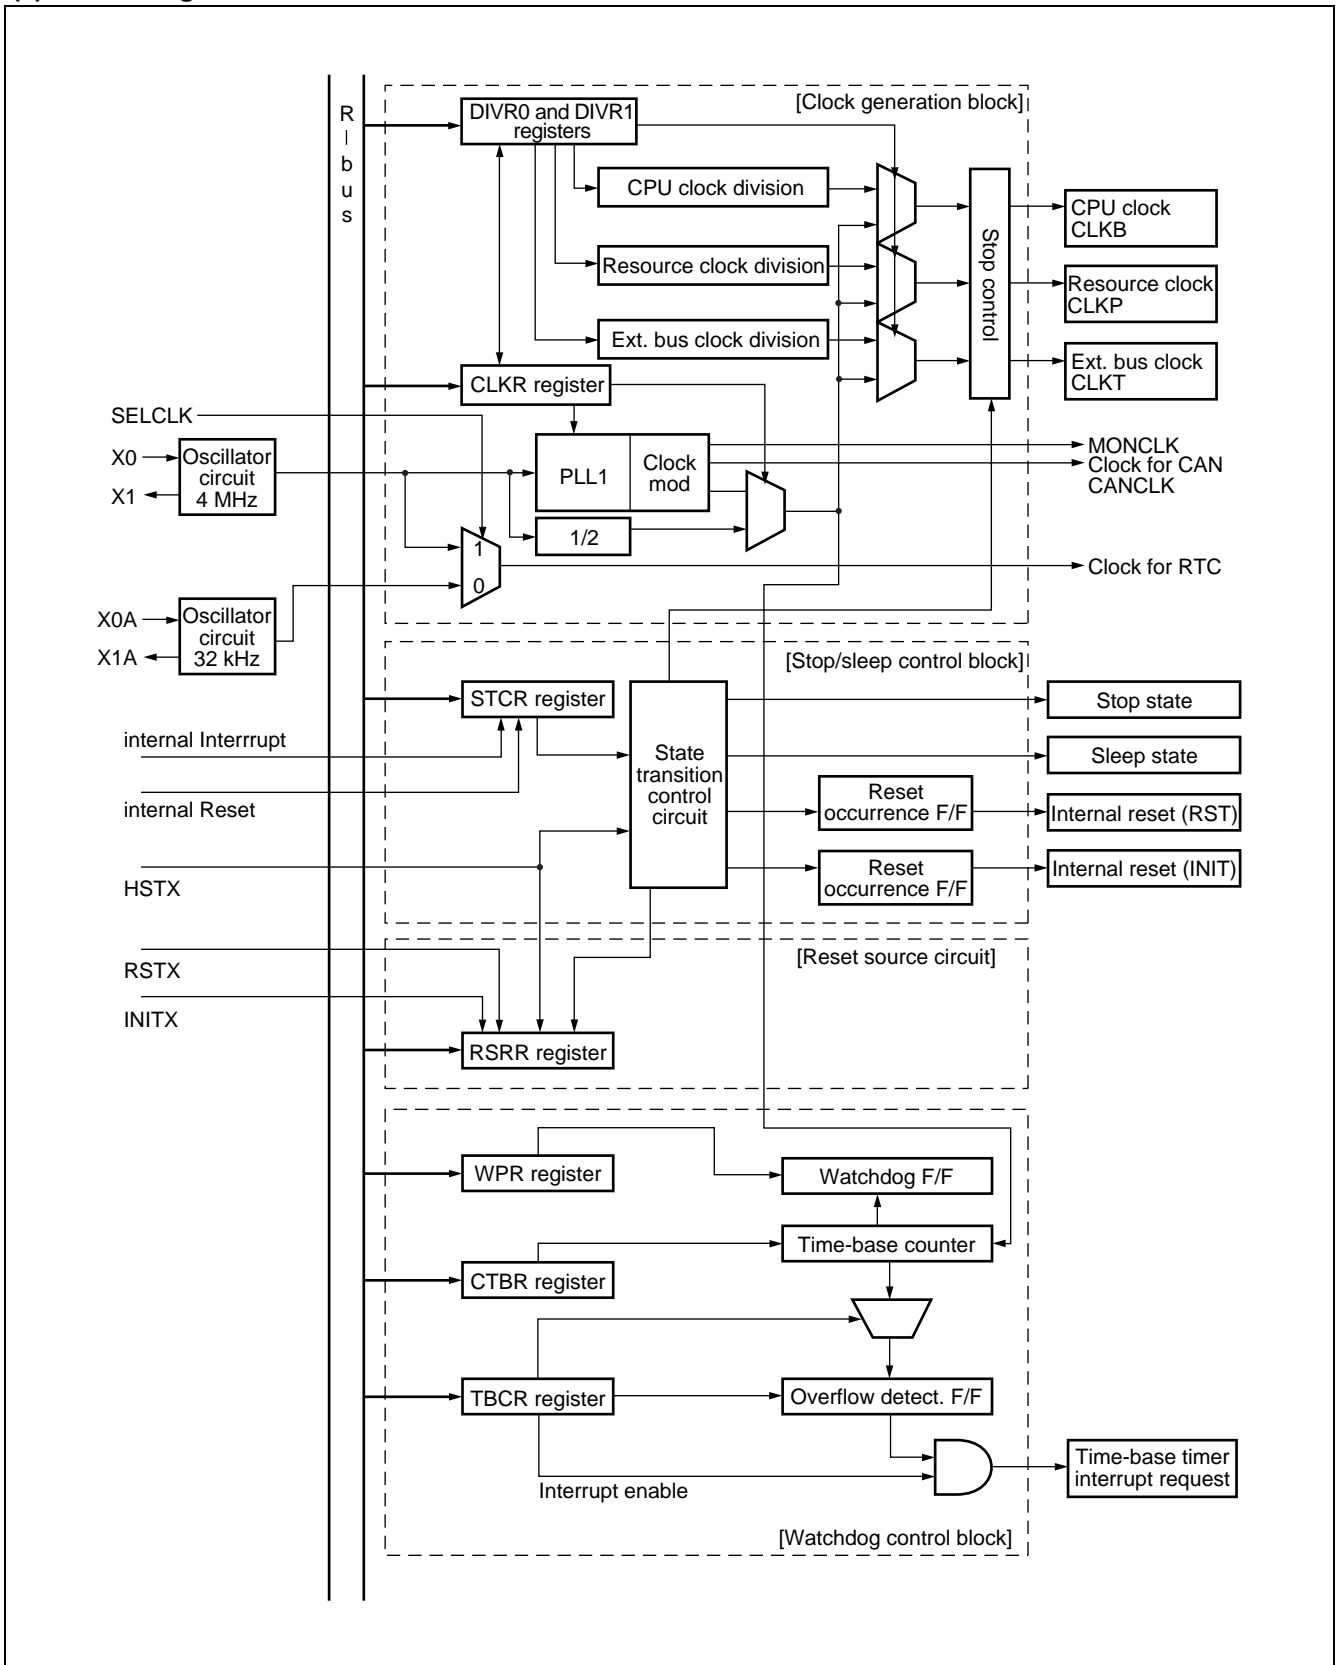 [Clock generation block]
R-bus
DIVR0 and DIVR1
registers
CPU clock division
CPU clock
CLKB
Stop control
Resource clock division
Resource clock
CLKP
Ext. bus clock division
Ext. bus clock
CLKT
CLKR register
SELCLK
X0
X1
Oscillator
circuit
4 MHz
PLL1
Clock
mod
MONCLK
Clock for CAN
CANCLK
1/2
1
0
Clock for RTC
X0A
X1A
Oscillator
circuit
32 kHz
[Stop/sleep control block]
STCR register
Stop state
internal Interrrupt
State
transition
control
circuit
Sleep state
internal Reset
Reset
occurrence F/F
Internal reset (RST)
HSTX
Reset
occurrence F/F
Internal reset (INIT)
[Reset source circuit]
RSTX
INITX
RSRR register
WPR register
Watchdog F/F
Time-base counter
CTBR register
TBCR register
Overflow detect. F/F
Interrupt enable
Time-base timer
interrupt request
[Watchdog control block]